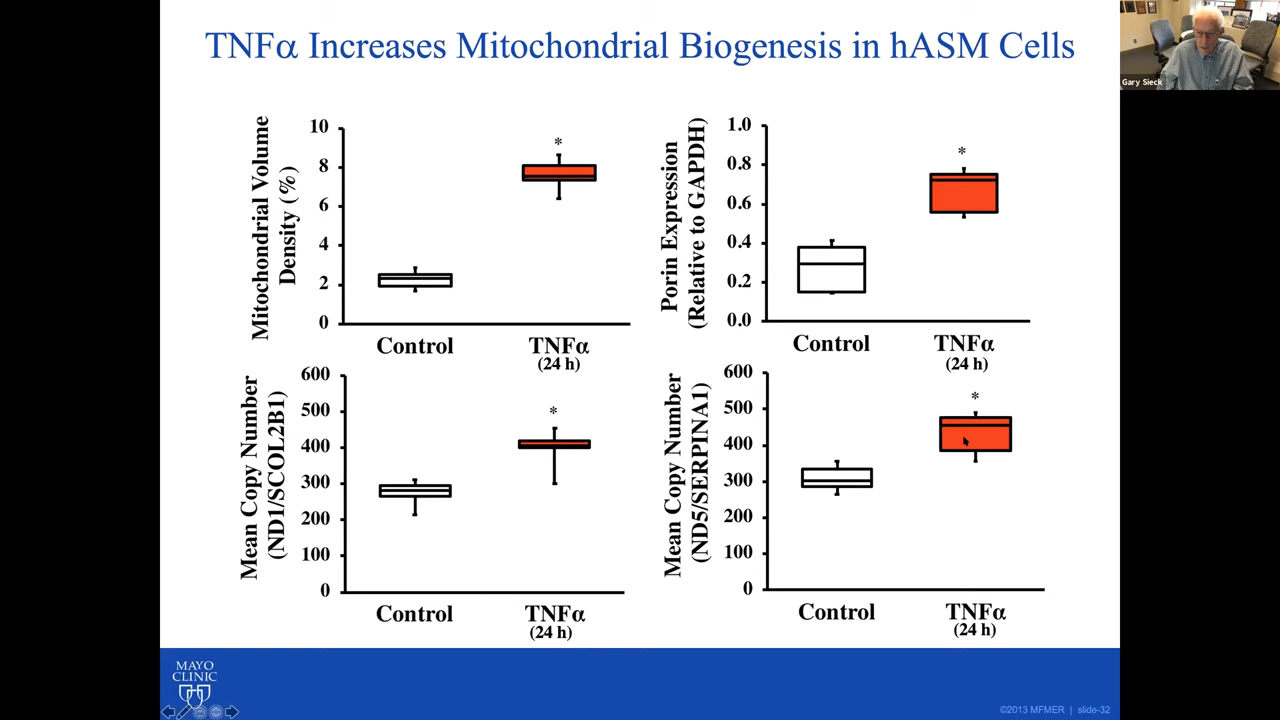 TNFα Increases Mitochondrial Biogenesis in hASM Cells
Gary Sieck
Mitochondrial Volume
Density (%)
10
8
6
4
2
0
Control
TNFα
(24 h)
*
Porin Expression
(Relative to GAPDH)
1.0
0.8
0.6
0.4
0.2
0.0
Control
TNFα
(24 h)
*
Mean Copy Number
(ND1/SCOL2B1)
600
500
400
300
200
100
0
Control
TNFα
(24 h)
*
Mean Copy Number
(ND5/SERPINA1)
600
500
400
300
200
100
0
Control
TNFα
(24 h)
*
MAYO
CLINIC
©2013 MFMER | slide-32